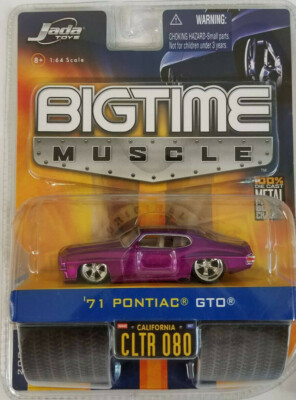 Jada
TOYS
8+ 1:64 Scale
WARNING:
CHOKING HAZARD-Small parts
Not for children under 3 years.
BIGTIME
MUSCLE
100%
DIE CAST
METAL
'71 PONTIAC® GTO®
CALIFORNIA
CLTR 080